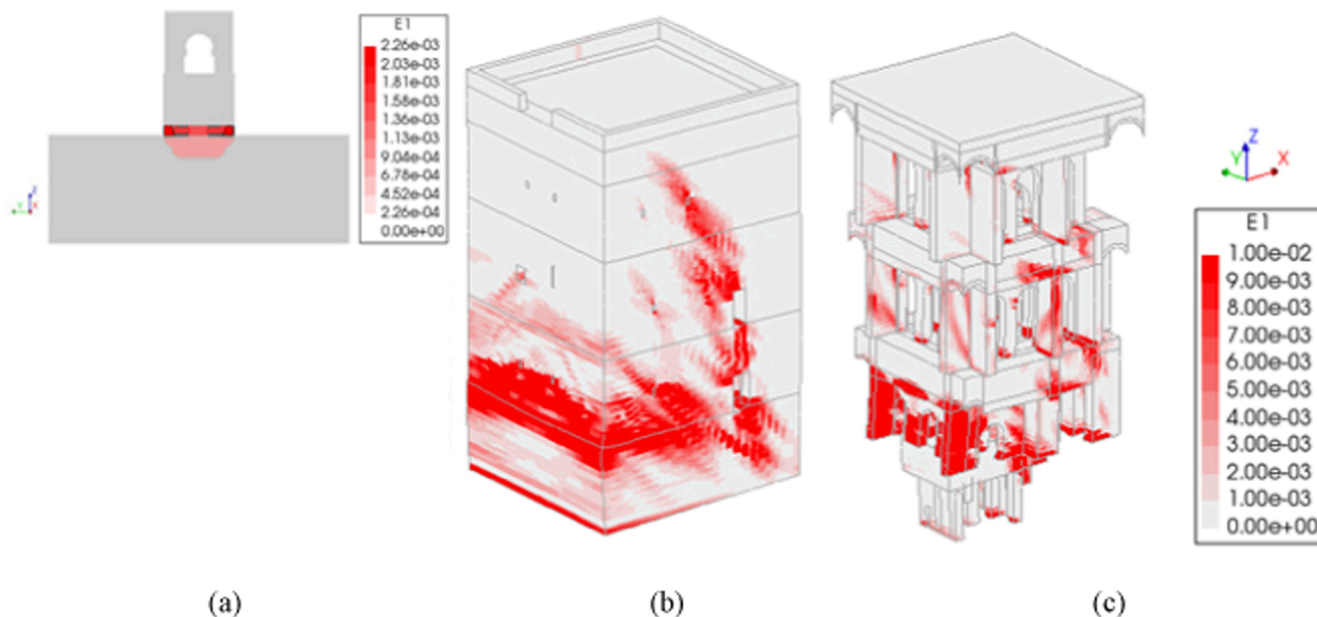 E1
2.26e-03
2.03e-03
1.81e-03
1.58e-03
1.36e-03
1.13e-03
9.04e-04
6.78e-04
4.52e-04
2.26e-04
0.00e+00
Z
Y X
Z
Y X
E1
1.00e-02
9.00e-03
8.00e-03
7.00e-03
6.00e-03
5.00e-03
4.00e-03
3.00e-03
2.00e-03
1.00e-03
0.00e+00
(a) (b) (c)